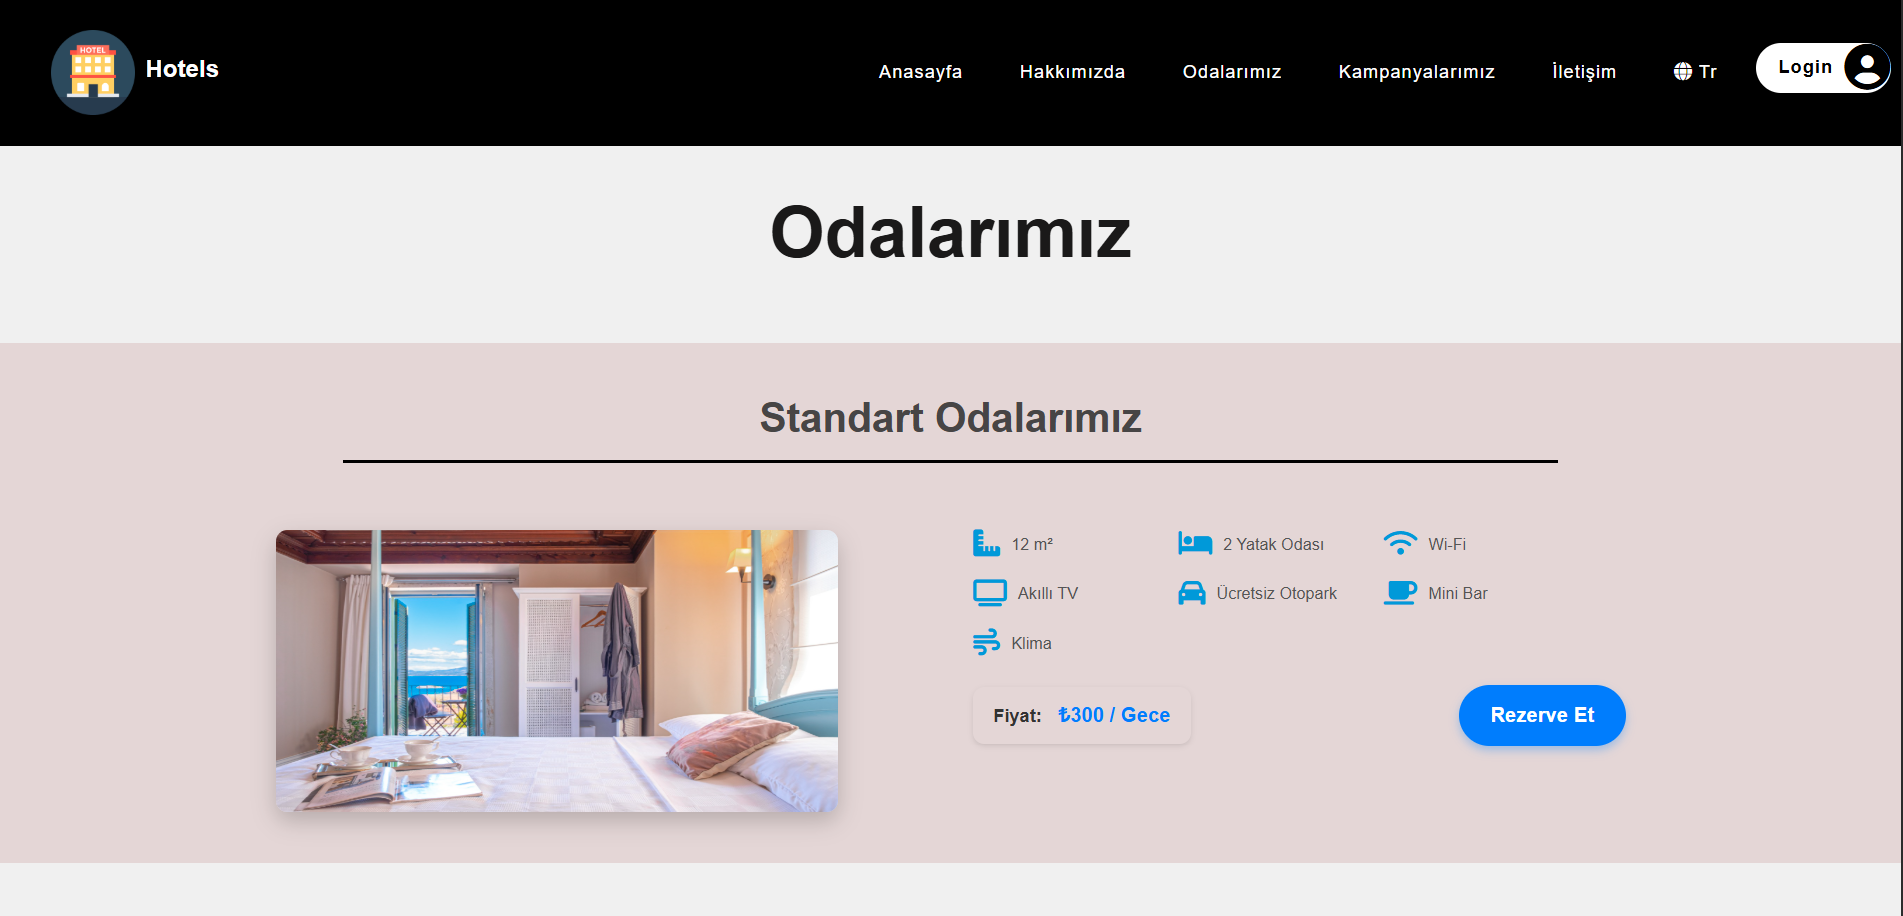 HOTEL
Hotels
Anasayfa
Hakkımızda
Odalarımız
Kampanyalarımız
İletişim
Tr
Login
Odalarımız
Standart Odalarımız
12 m²
2 Yatak Odası
Wi-Fi
Akıllı TV
Ücretsiz Otopark
Mini Bar
Klima
Fiyat: ₺300 / Gece
Rezerve Et